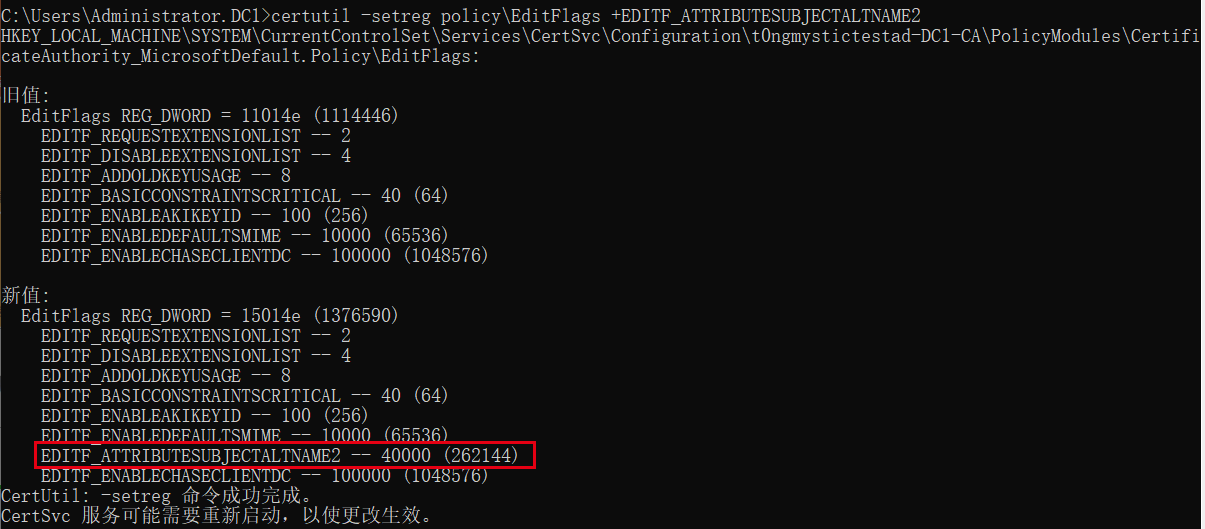 C:\Users\Administrator.DC1>certutil -setreg policy\EditFlags +EDITF_ATTRIBUTESUBJECTALTNAME2
HKEY_LOCAL_MACHINE\SYSTEM\CurrentControlSet\Services\CertSvc\Configuration\t0ngmystictestad-DC1-CA\PolicyModules\Certifi
cateAuthority_MicrosoftDefault.Policy\EditFlags:
旧值:
EditFlags REG_DWORD = 11014e (1114446)
EDITF_REQUESTEXTENSIONLIST -- 2
EDITF_DISABLEEXTENSIONLIST -- 4
EDITF_ADDOLDKEYUSAGE -- 8
EDITF_BASICCONSTRAINTSCRITICAL -- 40 (64)
EDITF_ENABLEAKIKEYID -- 100 (256)
EDITF_ENABLEDEFAULTSMIME -- 10000 (65536)
EDITF_ENABLECHASECLIENTDC -- 100000 (1048576)
新值:
EditFlags REG_DWORD = 15014e (1376590)
EDITF_REQUESTEXTENSIONLIST -- 2
EDITF_DISABLEEXTENSIONLIST -- 4
EDITF_ADDOLDKEYUSAGE -- 8
EDITF_BASICCONSTRAINTSCRITICAL -- 40 (64)
EDITF_ENABLEAKIKEYID -- 100 (256)
EDITF_ENABLEDEFAULTSMIME -- 10000 (65536)
EDITF_ATTRIBUTESUBJECTALTNAME2 -- 40000 (262144)
EDITF_ENABLECHASECLIENTDC -- 100000 (1048576)
CertUtil: -setreg 命令成功完成。
CertSvc 服务可能需要重新启动，以使更改生效。